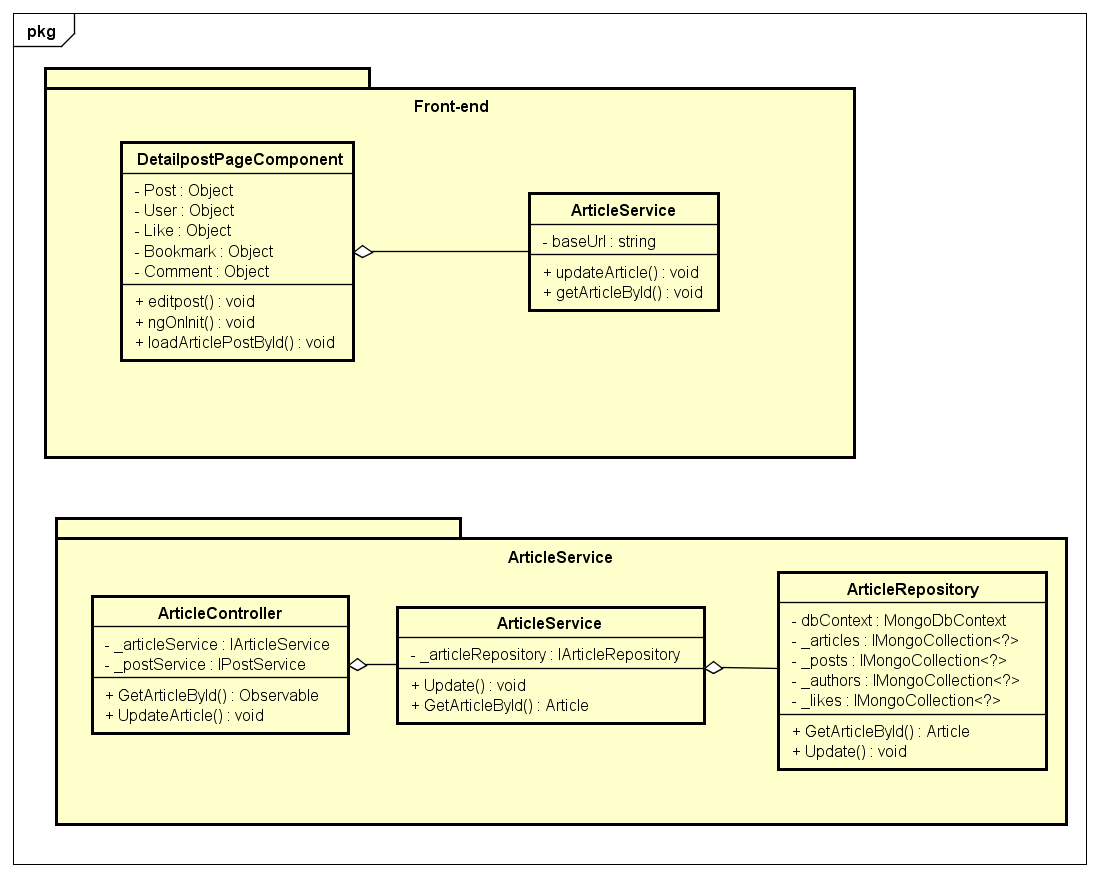 pkg
Front-end
DetailpostPageComponent
- Post : Object
- User : Object
- Like : Object
- Bookmark : Object
- Comment : Object
+ editpost() : void
+ ngOnInit() : void
+ loadArticlePostById() : void
ArticleService
- baseUrl : string
+ updateArticle() : void
+ getArticleById() : void
ArticleService
ArticleController
- _articleService : IArticleService
- _postService : IPostService
+ GetArticleById() : Observable
+ UpdateArticle() : void
ArticleService
- _articleRepository : IArticleRepository
+ Update() : void
+ GetArticleById() : Article
ArticleRepository
- dbContext : MongoDbContext
- _articles : IMongoCollection<?>
- _posts : IMongoCollection<?>
- _authors : IMongoCollection<?>
- _likes : IMongoCollection<?>
+ GetArticleById() : Article
+ Update() : void